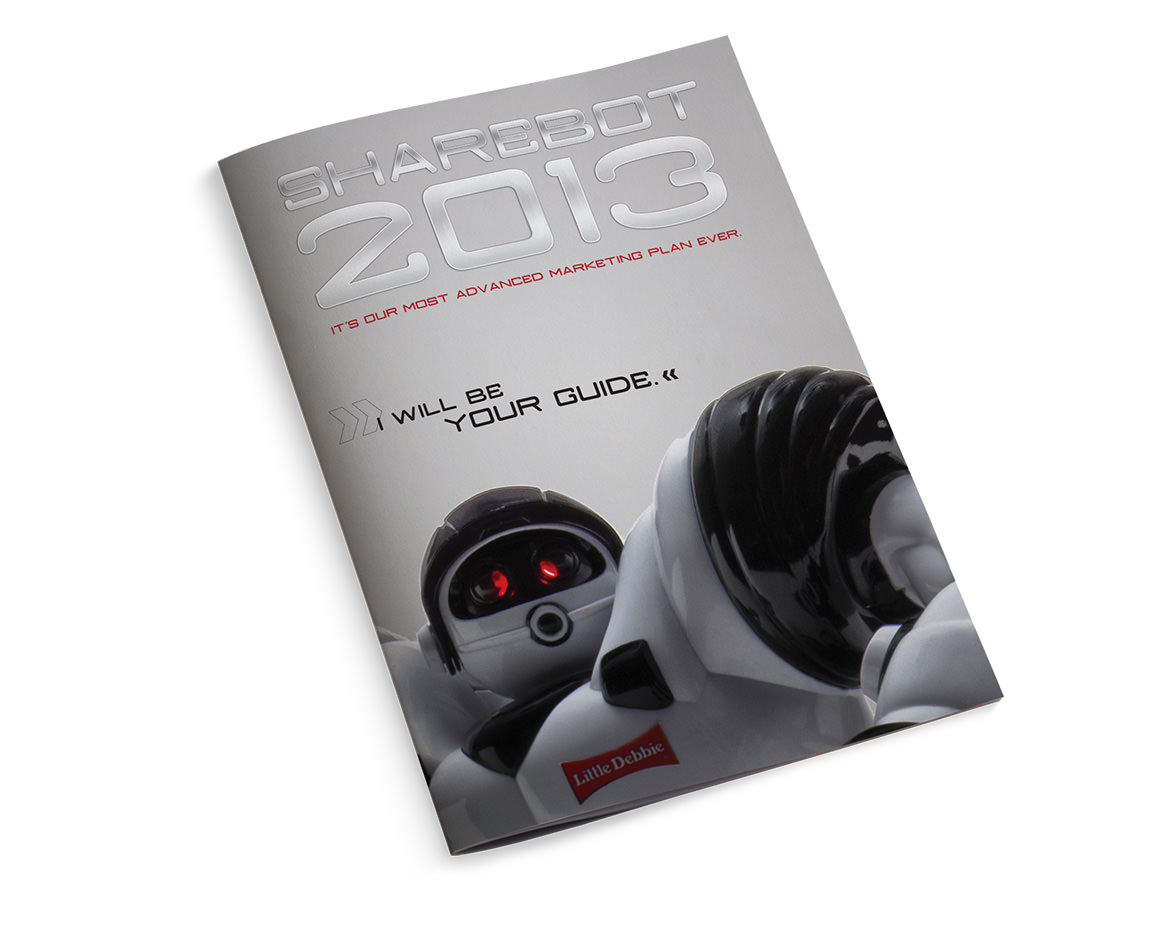 SHAREBOT
2013
IT'S OUR MOST ADVANCED MARKETING PLAN EVER.
»I WILL BE
YOUR GUIDE.«
Little Debbie